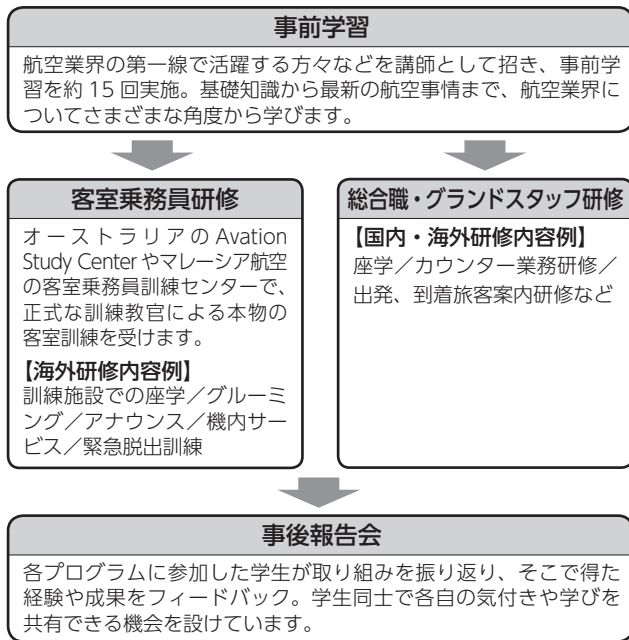 事前学習
航空業界の第一線で活躍する方々などを講師として招き、事前学
習を約 15 回実施。基礎知識から最新の航空事情まで、航空業界に
ついてさまざまな角度から学びます。
客室乗務員研修
オーストラリアの Avation
Study Center やマレーシア航空
の客室乗務員訓練センターで、
正式な訓練教官による本物の
客室訓練を受けます。
【海外研修内容例】
訓練施設での座学／グルーミ
ング／アナウンス／機内サー
ビス／緊急脱出訓練
総合職・グランドスタッフ研修
【国内・海外研修内容例】
座学／カウンター業務研修／
出発、到着旅客案内研修など
事後報告会
各プログラムに参加した学生が取り組みを振り返り、そこで得た
経験や成果をフィードバック。学生同士で各自の気付きや学びを
共有できる機会を設けています。